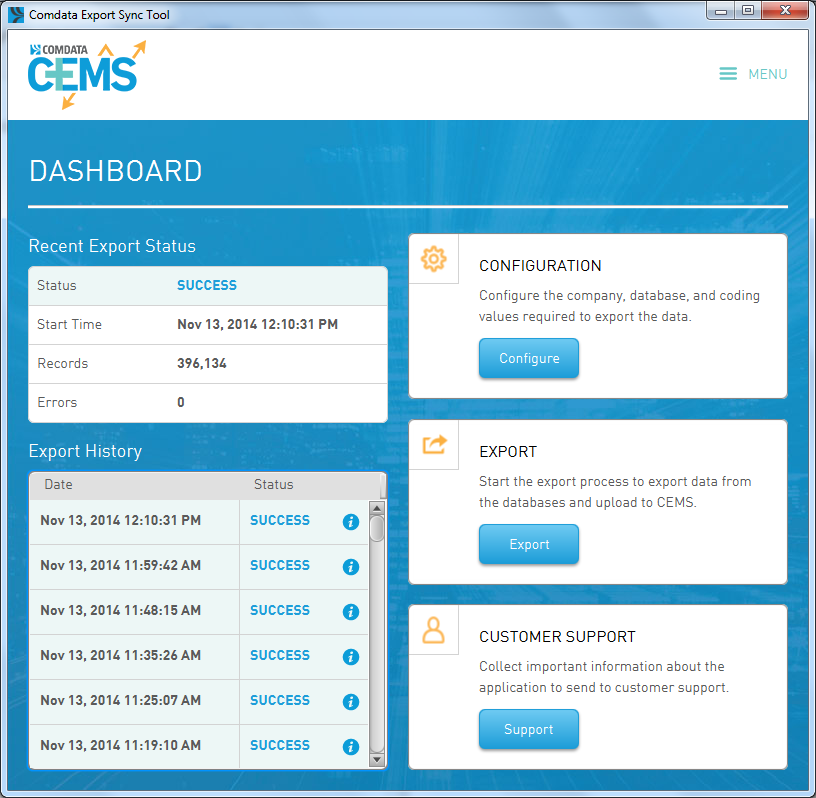 Comdata Export Sync Tool
COMDATA
CEMS
MENU
DASHBOARD
Recent Export Status
Status SUCCESS
Start Time Nov 13, 2014 12:10:31 PM
Records 396,134
Errors 0
Export History
Date Status
Nov 13, 2014 12:10:31 PM SUCCESS
Nov 13, 2014 11:59:42 AM SUCCESS
Nov 13, 2014 11:48:15 AM SUCCESS
Nov 13, 2014 11:35:26 AM SUCCESS
Nov 13, 2014 11:25:07 AM SUCCESS
Nov 13, 2014 11:19:10 AM SUCCESS
CONFIGURATION
Configure the company, database, and coding
values required to export the data.
Configure
EXPORT
Start the export process to export data from
the databases and upload to CEMS.
Export
CUSTOMER SUPPORT
Collect important information about the
application to send to customer support.
Support